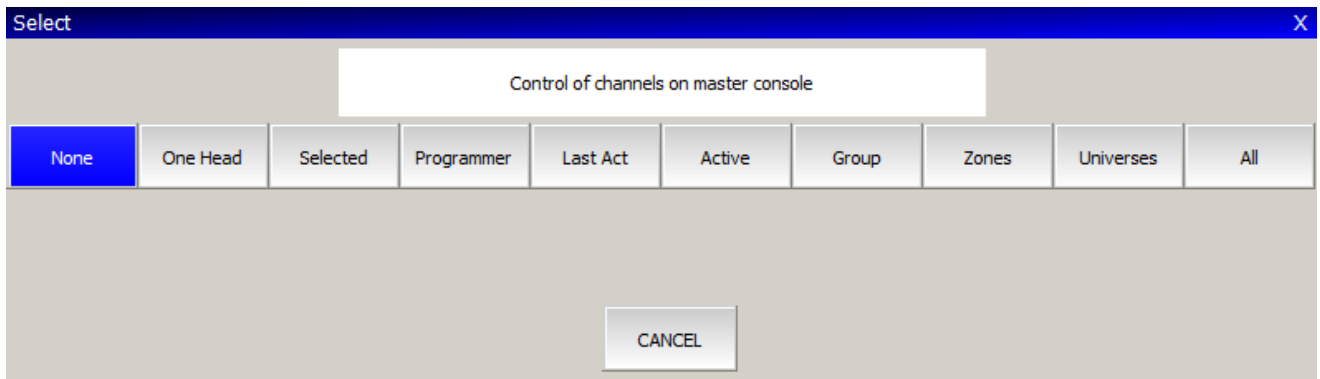 Select X
Control of channels on master console
None One Head Selected Programmer Last Act Active Group Zones Universes All
CANCEL